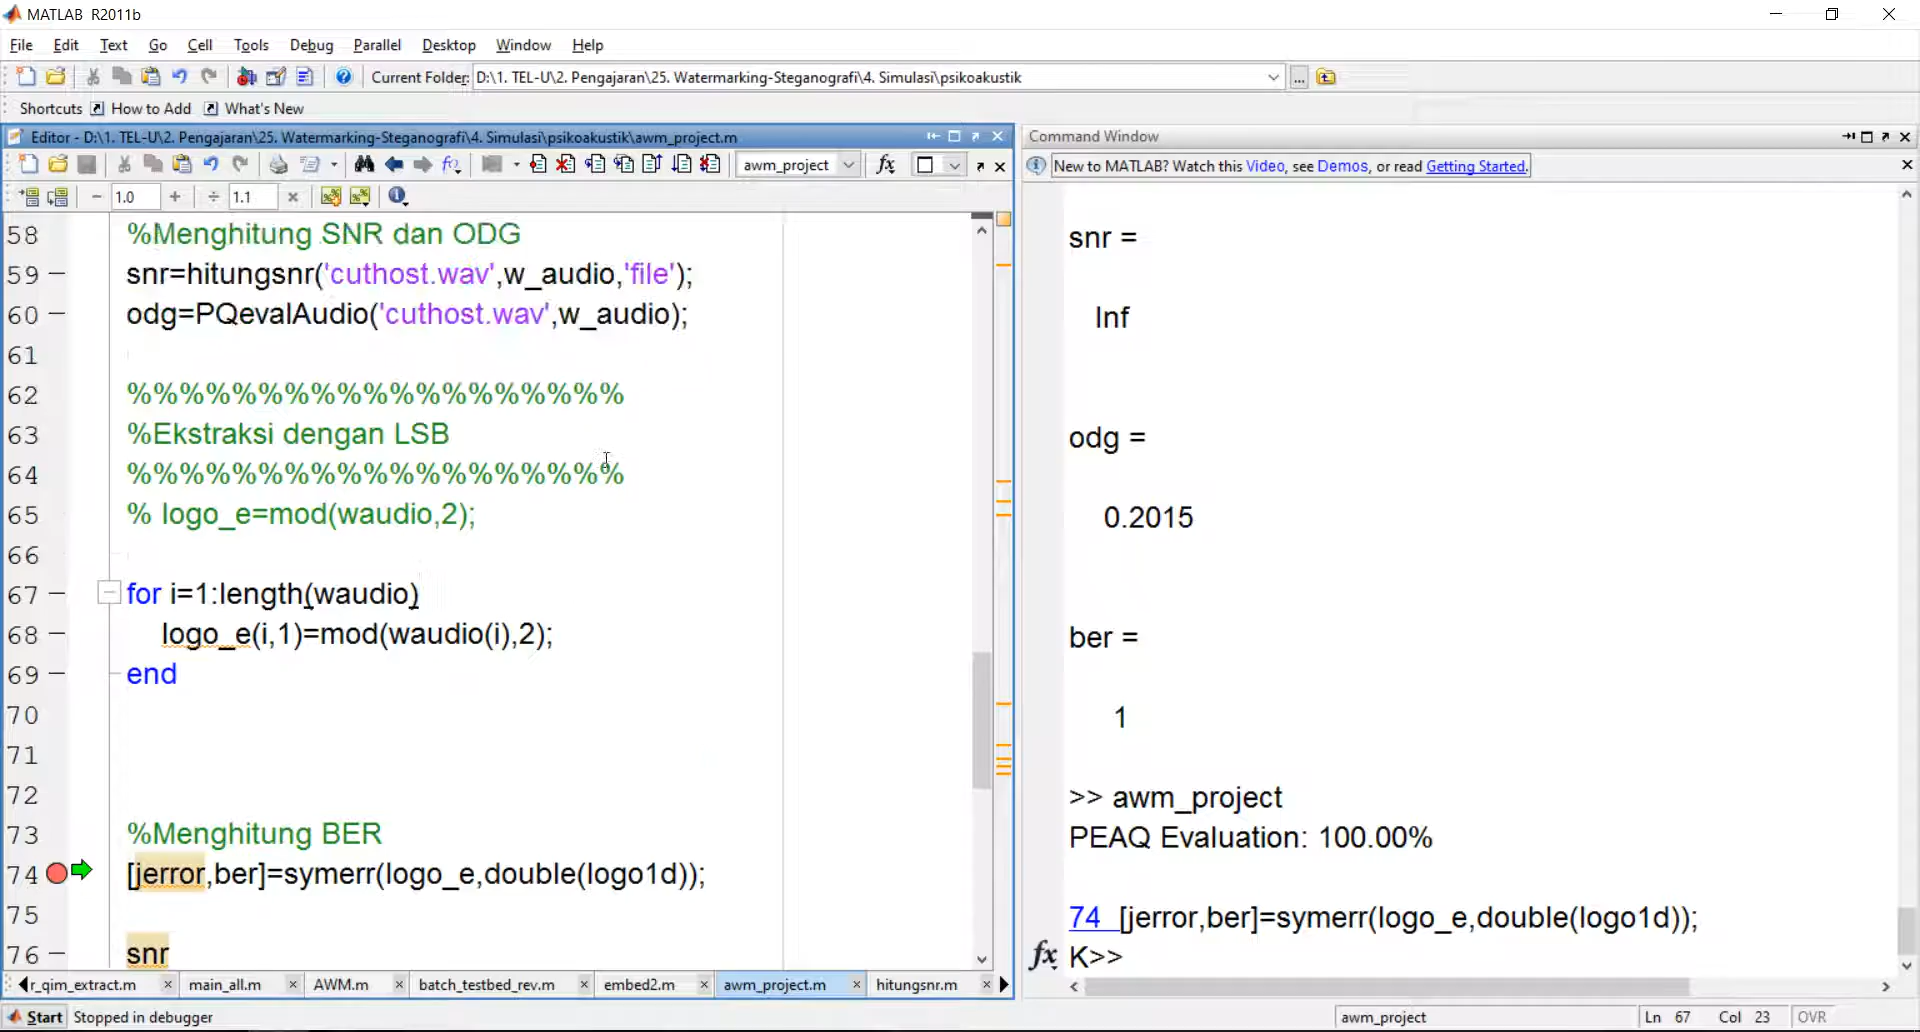 MATLAB R2011b
File Edit Text Go Cell Tools Debug Parallel Desktop Window Help
Current Folder: D:\1. TEL-U\2. Pengajaran\25. Watermarking-Steganografi\4. Simulasi\psikoakustik ...
Shortcuts How to Add What's New
Editor - D:\1. TEL-U\2. Pengajaran\25. Watermarking-Steganografi\4. Simulasi\psikoakustik\awm_project.m
awm_project fx
− 1.0 + ÷ 1.1 ×
58 %Menghitung SNR dan ODG
59 – snr=hitungsnr('cuthost.wav',w_audio,'file');
60 – odg=PQevalAudio('cuthost.wav',w_audio);
61
62 %%%%%%%%%%%%%%%%%%%
63 %Ekstraksi dengan LSB
64 %%%%%%%%%%%%%%%%%%%
65 % logo_e=mod(waudio,2);
66
67 – for i=1:length(waudio)
68 – logo_e(i,1)=mod(waudio(i),2);
69 – end
70
71
72
73 %Menghitung BER
74 [jerror,ber]=symerr(logo_e,double(logo1d));
75
76 – snr
r_qim_extract.m × main_all.m × AWM.m × batch_testbed_rev.m × embed2.m × awm_project.m × hitungsnr.m ×
Command Window
New to MATLAB? Watch this Video, see Demos, or read Getting Started.
snr =
Inf
odg =
0.2015
ber =
1
>> awm_project
PEAQ Evaluation: 100.00%
74 [jerror,ber]=symerr(logo_e,double(logo1d));
fx K>>
Start Stopped in debugger
awm_project Ln 67 Col 23 OVR